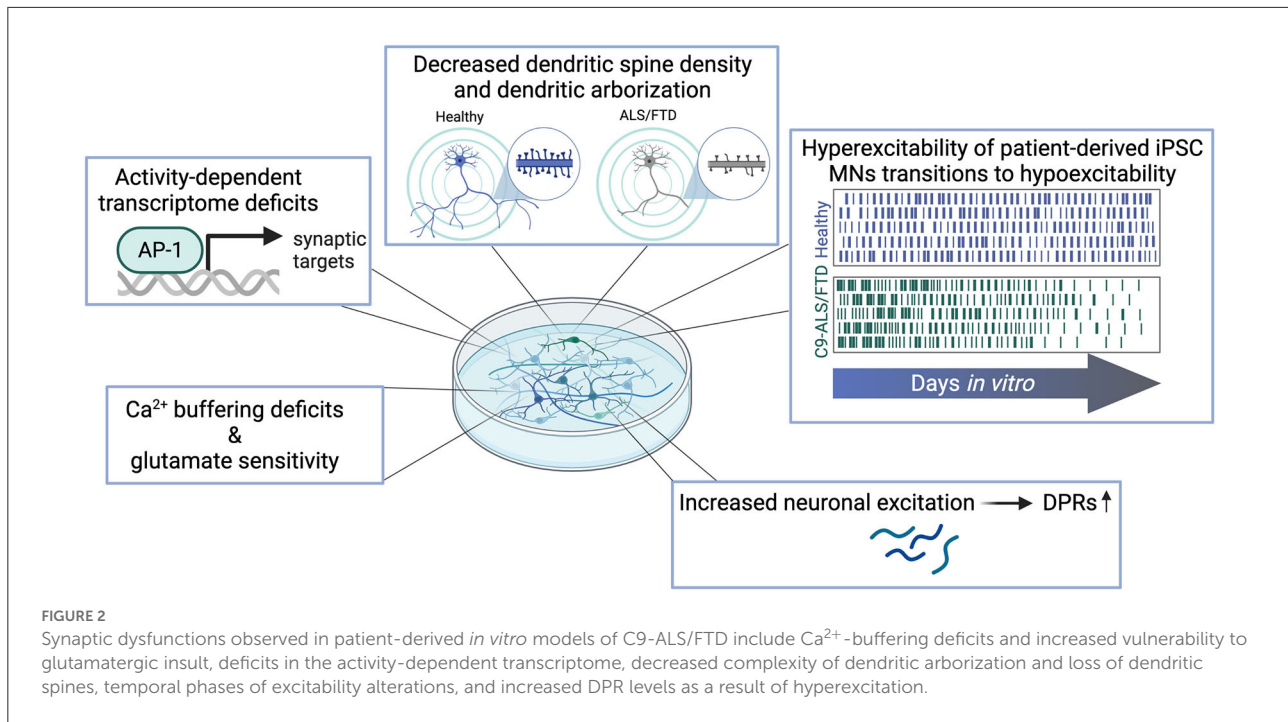 Decreased dendritic spine density
and dendritic arborization
Healthy
ALS/FTD
Activity-dependent
transcriptome deficits
AP-1
synaptic
targets
Hyperexcitability of patient-derived iPSC
MNs transitions to hypoexcitability
Healthy
C9-ALS/FTD
Days in vitro
Ca²⁺ buffering deficits
&
glutamate sensitivity
Increased neuronal excitation → DPRs ↑
FIGURE 2
Synaptic dysfunctions observed in patient-derived in vitro models of C9-ALS/FTD include Ca²⁺-buffering deficits and increased vulnerability to
glutamatergic insult, deficits in the activity-dependent transcriptome, decreased complexity of dendritic arborization and loss of dendritic
spines, temporal phases of excitability alterations, and increased DPR levels as a result of hyperexcitation.